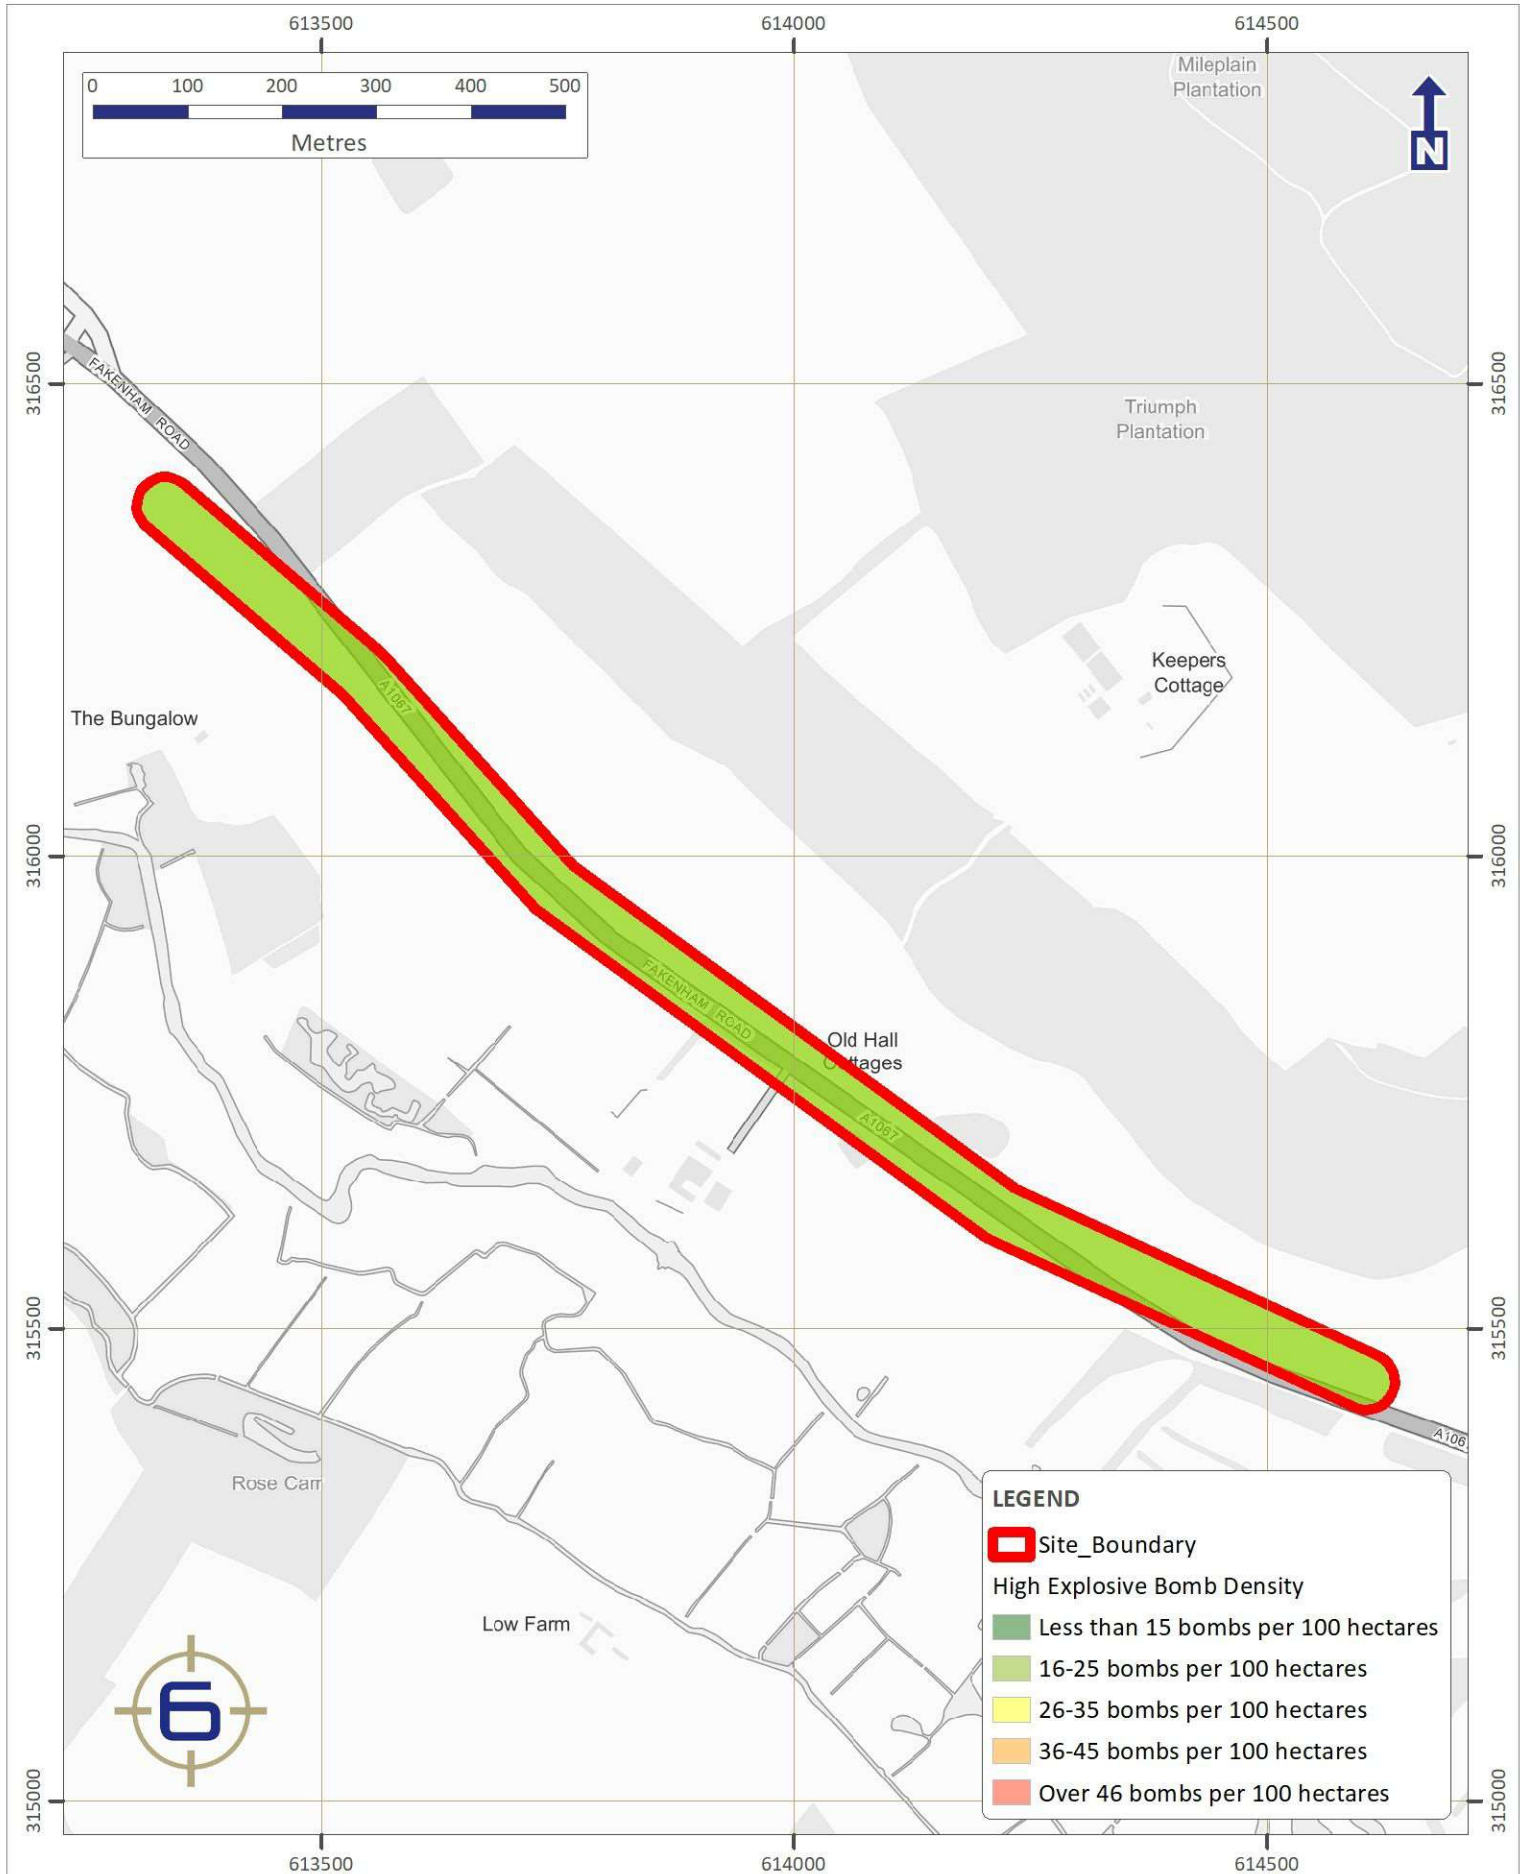 613500
614000
614500
0 100 200 300 400 500
Metres
Mileplain
Plantation
N
FAKENHAM ROAD
316500
316500
Triumph
Plantation
Keepers
Cottage
A1067
The Bungalow
316000
316000
FAKENHAM ROAD
Old Hall
Cottages
A1067
315500
315500
A106
Rose Carr
Low Farm
LEGEND
Site_Boundary
High Explosive Bomb Density
Less than 15 bombs per 100 hectares
16-25 bombs per 100 hectares
26-35 bombs per 100 hectares
36-45 bombs per 100 hectares
Over 46 bombs per 100 hectares
6
315000
315000
613500
614000
614500